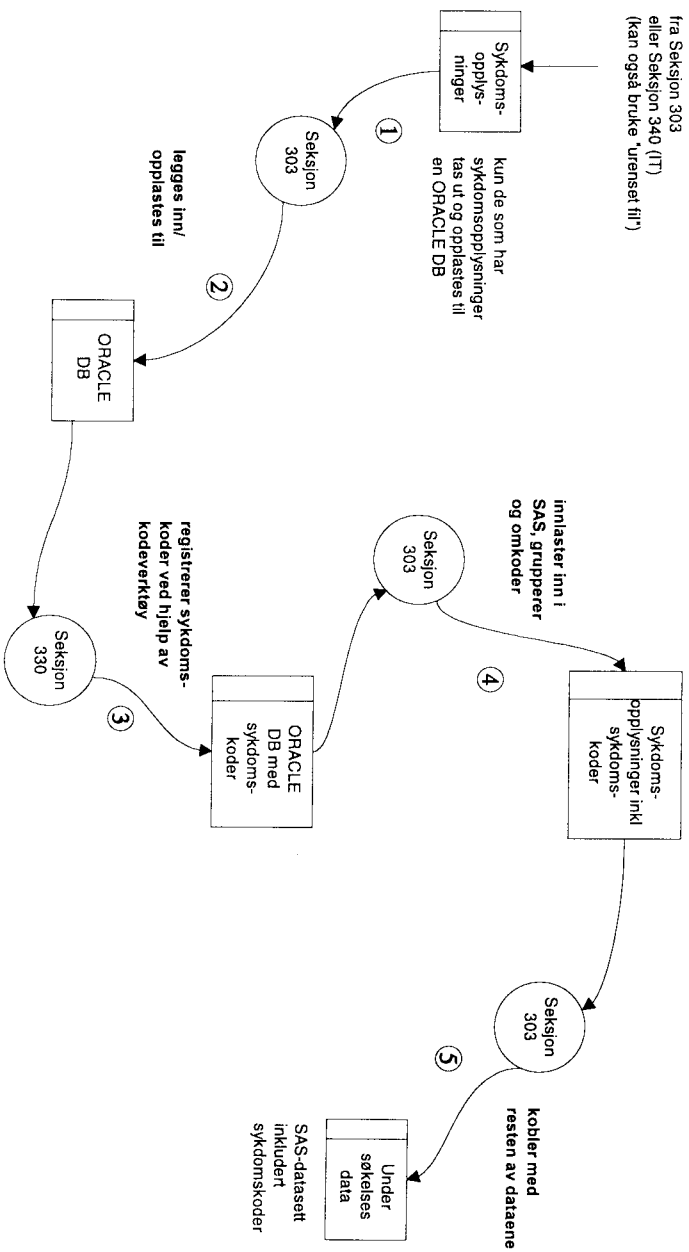 fra Seksjon 303
eller Seksjon 340 (IT)
(kan også bruke "urenset fil")
Sykdoms-
opplys-
ninger
kun de som har
sykdomsopplysninger
tas ut og opplastes til
en ORACLE DB
1
Seksjon
303
legges inn/
opplastes til
2
ORACLE
DB
Seksjon
330
registrerer sykdoms-
koder ved hjelp av
kodeverktøy
3
ORACLE
DB med
sykdoms-
koder
Seksjon
303
innlaster inn i
SAS, grupperer
og omkoder
4
Sykdoms-
opplysninger inkl
sykdoms-
koder
Seksjon
303
5
kobler med
resten av dataene
Under
søkelses
data
SAS-datasett
inkludert
sykdomskoder